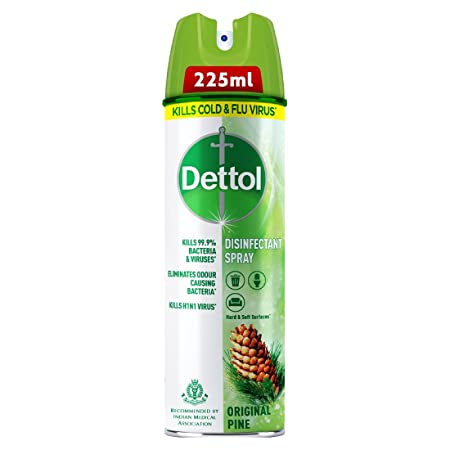 225ml
KILLS COLD & FLU VIRUS*
Dettol
KILLS 99.9%
BACTERIA
& VIRUSES*
ELIMINATES ODOUR
CAUSING
BACTERIA*
KILLS H1N1 VIRUS*
DISINFECTANT
SPRAY
Hard & Soft Surfaces*
RECOMMENDED BY
INDIAN MEDICAL
ASSOCIATION
ORIGINAL
PINE